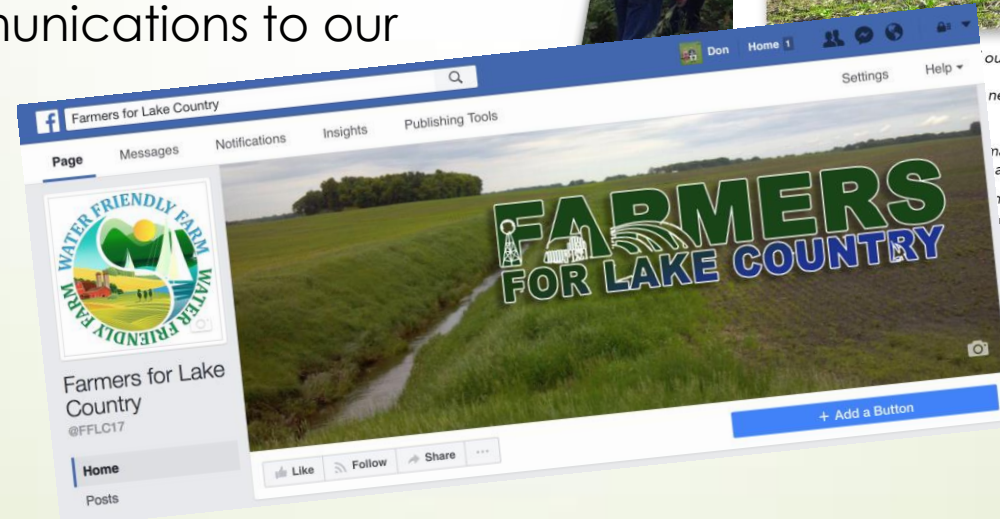 munications to our
Farmers for Lake Country
Don Home 1
Page Messages Notifications Insights Publishing Tools Settings Help
WATER FRIENDLY FARM WATER FRIENDLY FARM
FARMERS
FOR LAKE COUNTRY
Farmers for Lake
Country
@FFLC17
Home
Posts
Like Follow Share
+ Add a Button